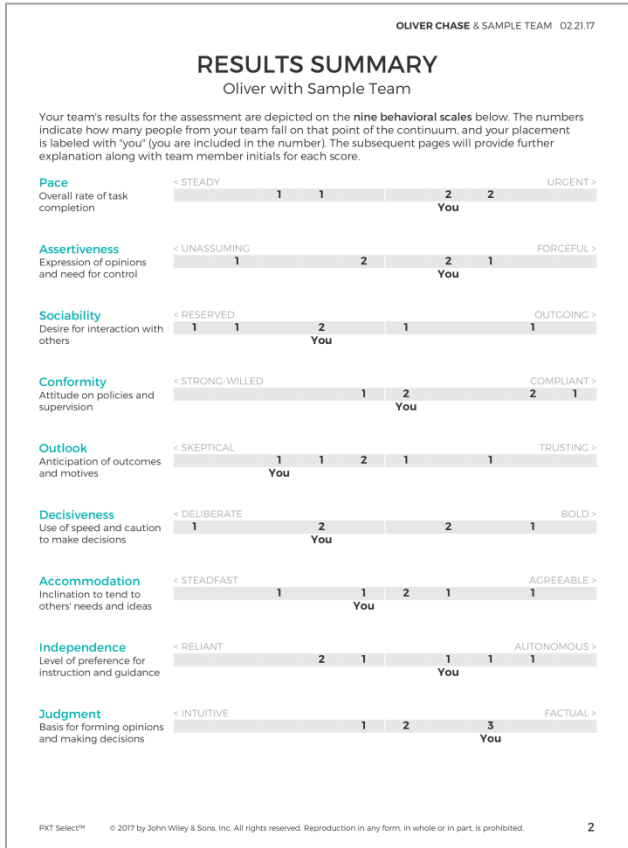 OLIVER CHASE & SAMPLE TEAM 02.21.17
RESULTS SUMMARY
Oliver with Sample Team
Your team's results for the assessment are depicted on the nine behavioral scales below. The numbers
indicate how many people from your team fall on that point of the continuum, and your placement
is labeled with "you" (you are included in the number). The subsequent pages will provide further
explanation along with team member initials for each score.
Pace
Overall rate of task
completion
< STEADY URGENT >
1 1 2 2
You
Assertiveness
Expression of opinions
and need for control
< UNASSUMING FORCEFUL >
1 2 2 1
You
Sociability
Desire for interaction with
others
< RESERVED OUTGOING >
1 1 2 1 1
You
Conformity
Attitude on policies and
supervision
< STRONG-WILLED COMPLIANT >
1 2 2 1
You
Outlook
Anticipation of outcomes
and motives
< SKEPTICAL TRUSTING >
1 1 2 1 1
You
Decisiveness
Use of speed and caution
to make decisions
< DELIBERATE BOLD >
1 2 2 1
You
Accommodation
Inclination to tend to
others' needs and ideas
< STEADFAST AGREEABLE >
1 1 2 1 1
You
Independence
Level of preference for
instruction and guidance
< RELIANT AUTONOMOUS >
2 1 1 1 1
You
Judgment
Basis for forming opinions
and making decisions
< INTUITIVE FACTUAL >
1 2 3
You
PXT Select™ © 2017 by John Wiley & Sons, Inc. All rights reserved. Reproduction in any form, in whole or in part, is prohibited. 2